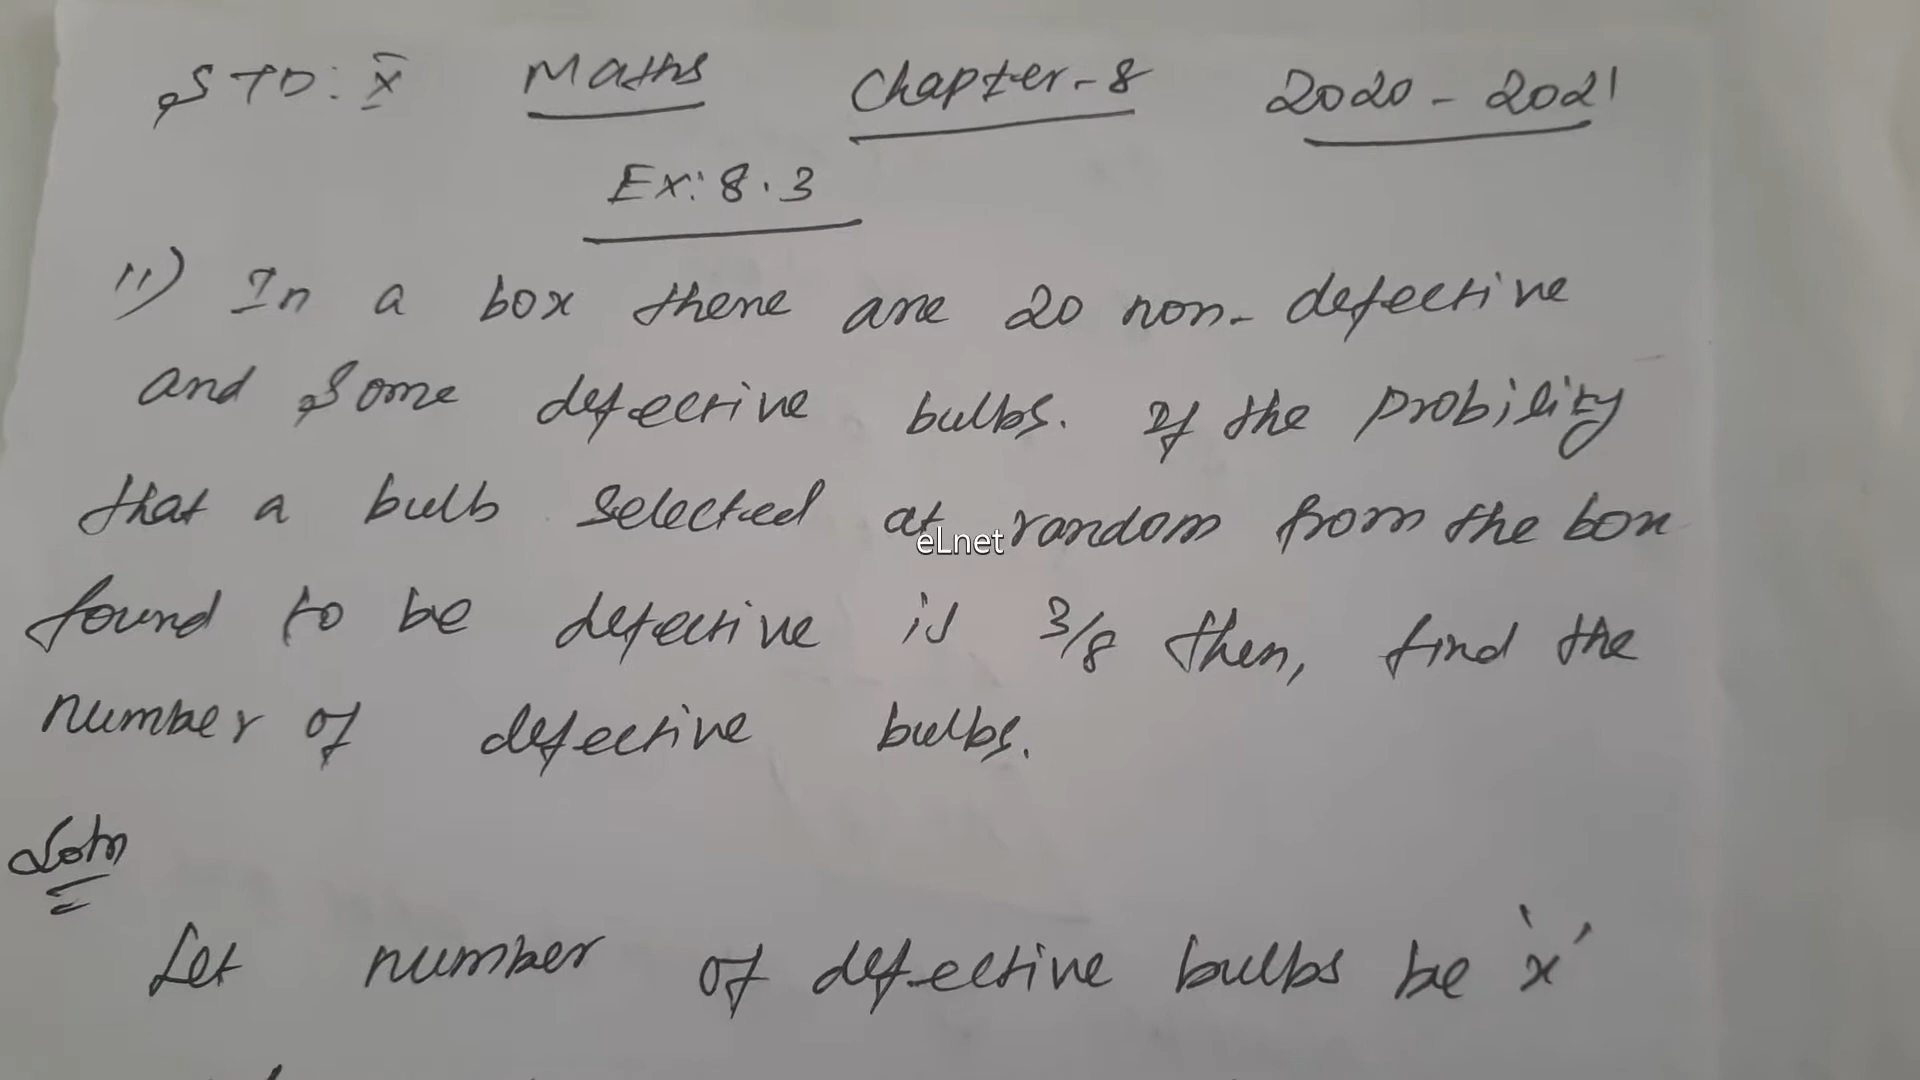 STD: X Maths Chapter-8 2020-2021
Ex: 8.3
11) In a box there are 20 non-defective
and some defective bulbs. If the probility
that a bulb selected at random from the box
eLnet
found to be defective is 3/8 then, find the
number of defective bulbs.
Soln
Let number of defective bulbs be 'x'